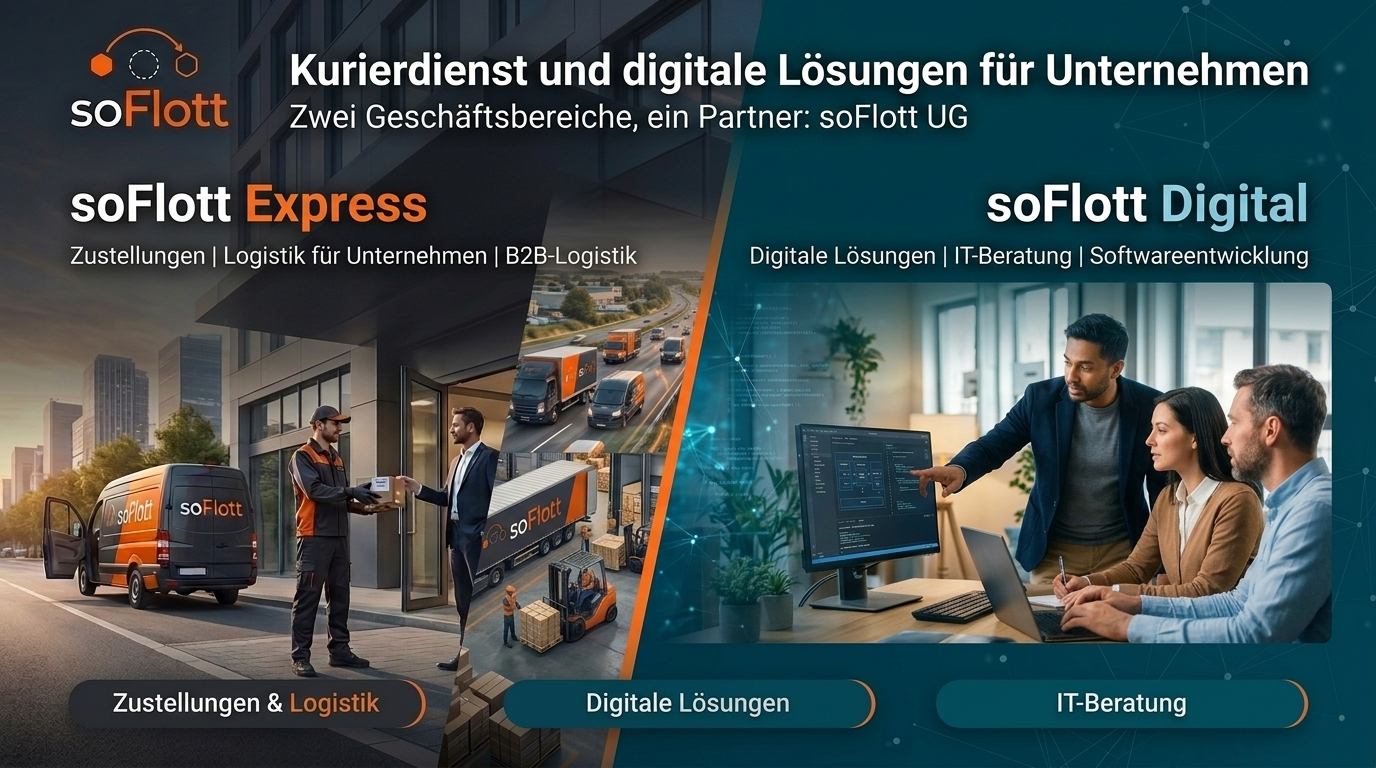 soFlott
Kurierdienst und digitale Lösungen für Unternehmen
Zwei Geschäftsbereiche, ein Partner: soFlott UG
soFlott Express
Zustellungen | Logistik für Unternehmen | B2B-Logistik
soFlott Digital
Digitale Lösungen | IT-Beratung | Softwareentwicklung
soFlott
soFlott
soFlott
Zustellungen & Logistik
Digitale Lösungen
IT-Beratung